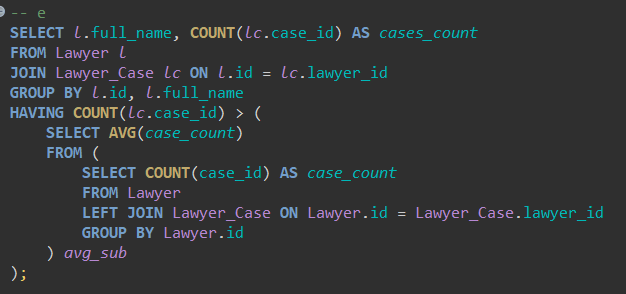 -- e
SELECT l.full_name, COUNT(lc.case_id) AS cases_count
FROM Lawyer l
JOIN Lawyer_Case lc ON l.id = lc.lawyer_id
GROUP BY l.id, l.full_name
HAVING COUNT(lc.case_id) > (
    SELECT AVG(case_count)
    FROM (
        SELECT COUNT(case_id) AS case_count
        FROM Lawyer
        LEFT JOIN Lawyer_Case ON Lawyer.id = Lawyer_Case.lawyer_id
        GROUP BY Lawyer.id
    ) avg_sub
);